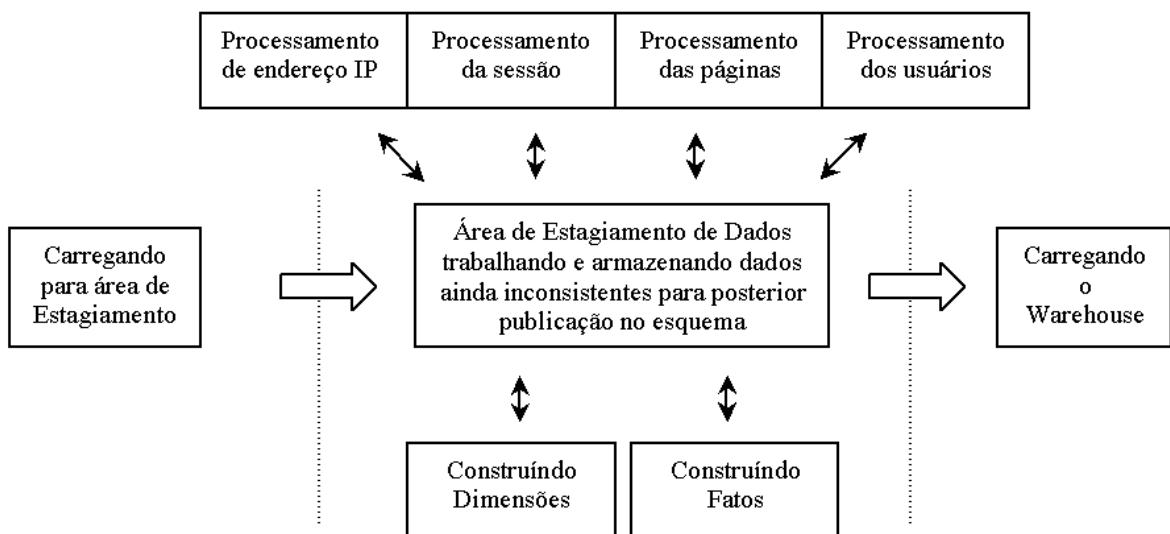 Processamento
de endereço IP
Processamento
da sessão
Processamento
das páginas
Processamento
dos usuários
Carregando
para área de
Estagiamento
Área de Estagiamento de Dados
trabalhando e armazenando dados
ainda inconsistentes para posterior
publicação no esquema
Carregando
o
Warehouse
Construíndo
Dimensões
Construíndo
Fatos